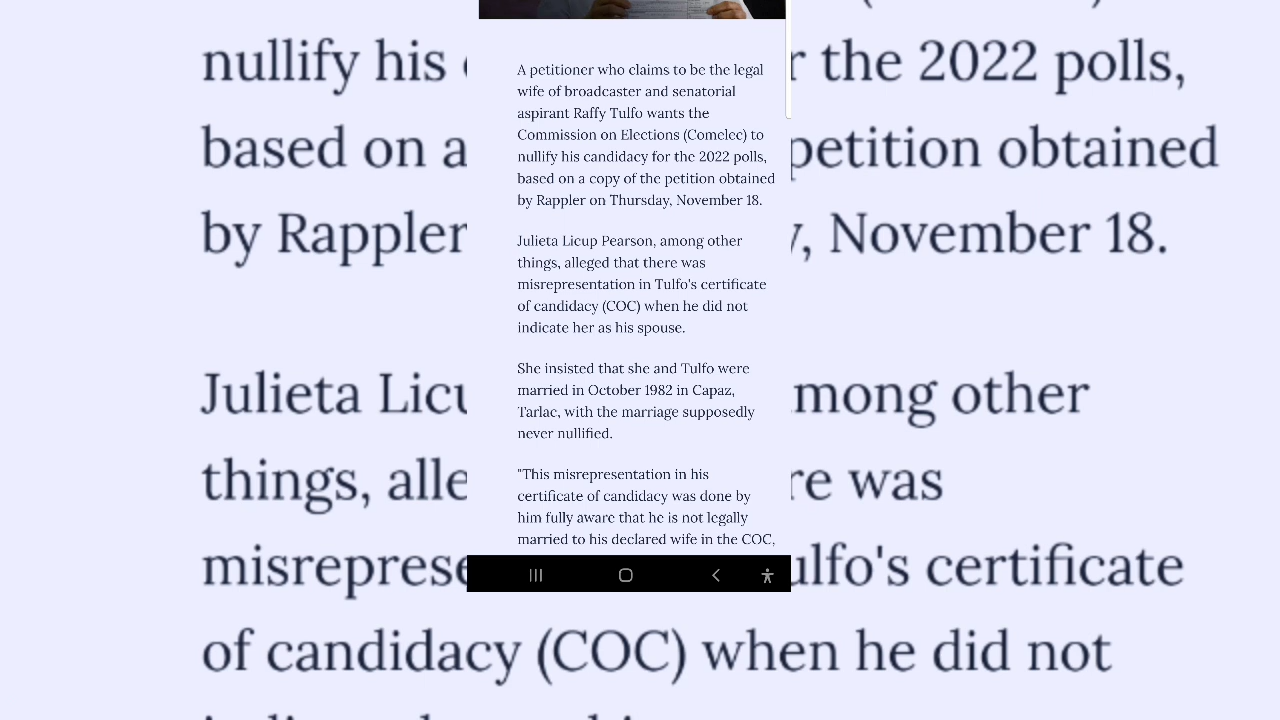 A petitioner who claims to be the legal
wife of broadcaster and senatorial
aspirant Raffy Tulfo wants the
Commission on Elections (Comelec) to
nullify his candidacy for the 2022 polls,
based on a copy of the petition obtained
by Rappler on Thursday, November 18.
Julieta Licup Pearson, among other
things, alleged that there was
misrepresentation in Tulfo's certificate
of candidacy (COC) when he did not
indicate her as his spouse.
She insisted that she and Tulfo were
married in October 1982 in Capaz,
Tarlac, with the marriage supposedly
never nullified.
"This misrepresentation in his
certificate of candidacy was done by
him fully aware that he is not legally
married to his declared wife in the COC,
nullify his r the 2022 polls,
based on a petition obtained
by Rappler y, November 18.
Julieta Licu mong other
things, alle re was
misreprese ulfo's certificate
of candidacy (COC) when he did not